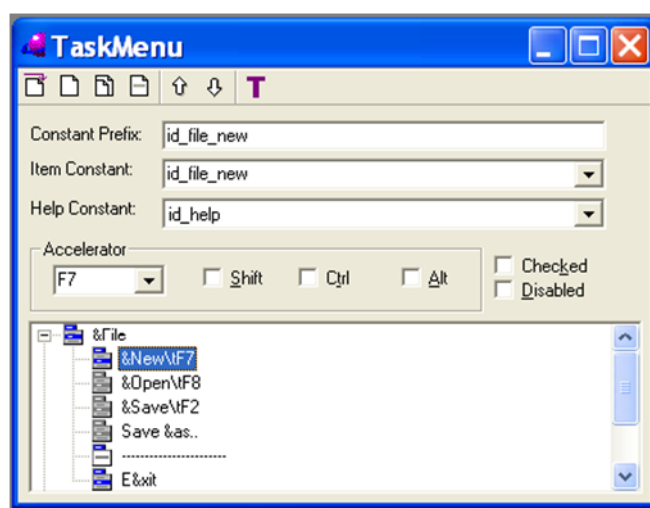 TaskMenu
T
Constant Prefix: id_file_new
Item Constant: id_file_new
Help Constant: id_help
Accelerator
F7 Shift Ctrl Alt
Checked
Disabled
&File
&New\tF7
&Open\tF8
&Save\tF2
Save &as..
-----------------------
E&xit